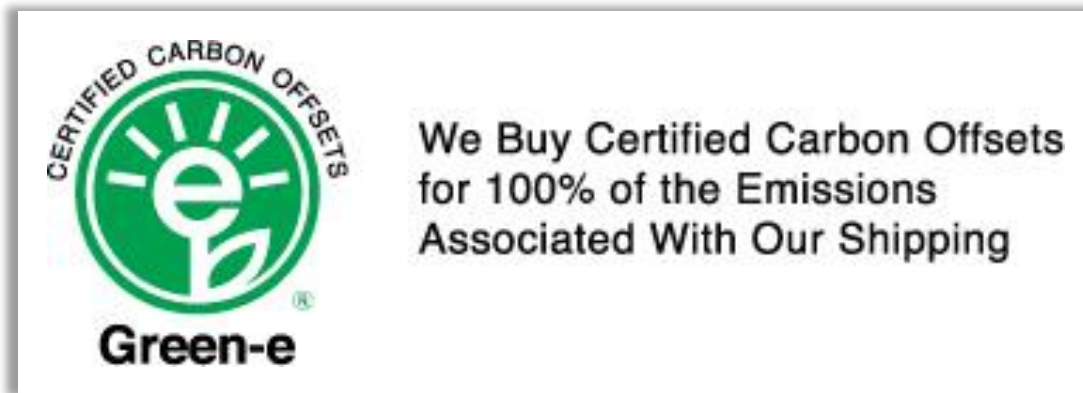 CERTIFIED CARBON OFFSETS
e
®
Green-e
We Buy Certified Carbon Offsets
for 100% of the Emissions
Associated With Our Shipping